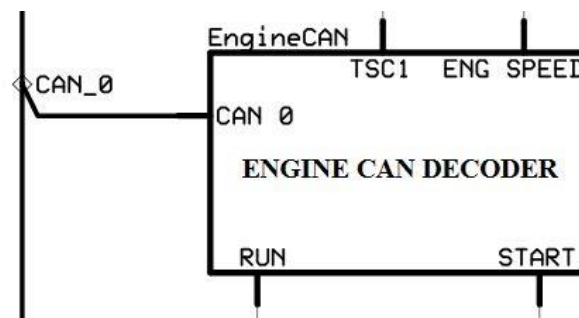 EngineCAN
TSC1 ENG SPEED
CAN_0
CAN 0
ENGINE CAN DECODER
RUN START